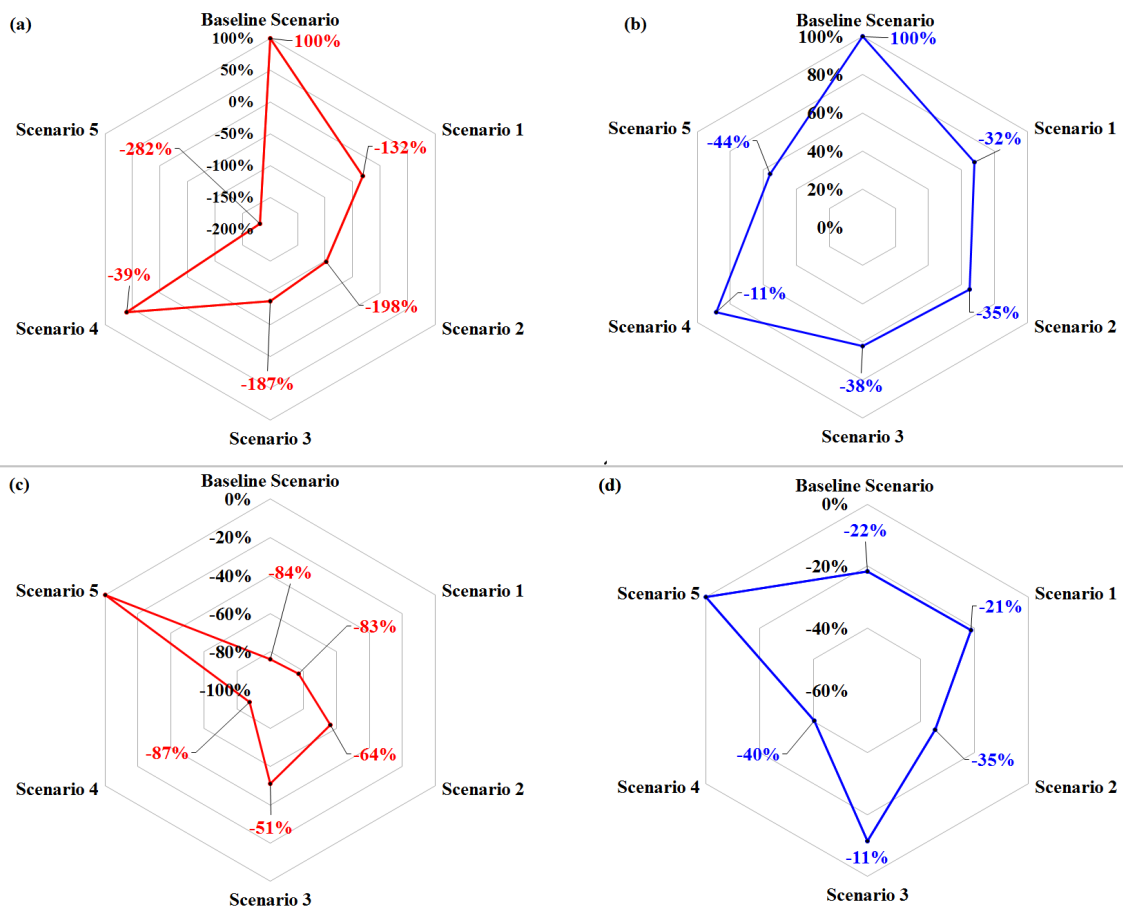 (a)
Baseline Scenario
100%
100%
50%
0%
-50%
-100%
-150%
-200%
Scenario 1
-132%
Scenario 2
-198%
Scenario 3
-187%
Scenario 4
-39%
Scenario 5
-282%
(b)
Baseline Scenario
100%
100%
80%
60%
40%
20%
0%
Scenario 1
-32%
Scenario 2
-35%
Scenario 3
-38%
Scenario 4
-11%
Scenario 5
-44%
(c)
Baseline Scenario
0%
-20%
-40%
-60%
-80%
-100%
-84%
Scenario 1
-83%
Scenario 2
-64%
Scenario 3
-51%
Scenario 4
-87%
Scenario 5
(d)
Baseline Scenario
0%
-20%
-40%
-60%
-22%
Scenario 1
-21%
Scenario 2
-35%
Scenario 3
-11%
Scenario 4
-40%
Scenario 5